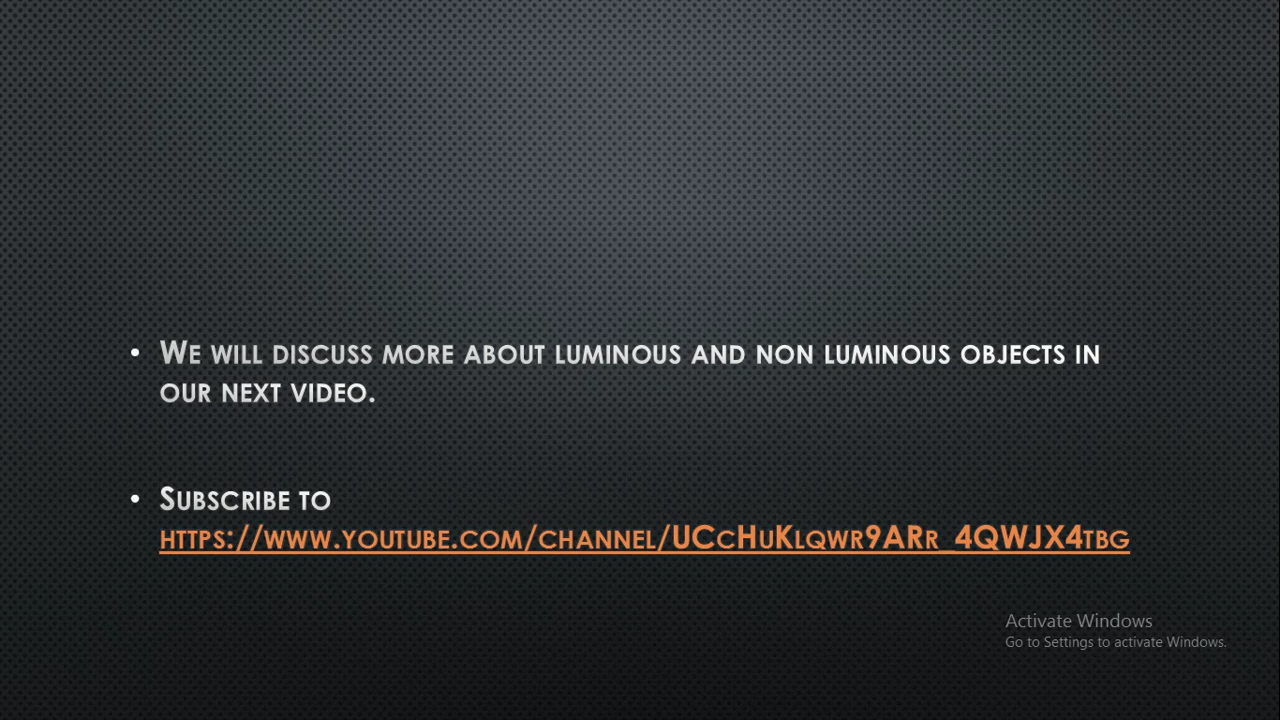 • We will discuss more about luminous and non luminous objects in
our next video.
• Subscribe to
https://www.youtube.com/channel/UCcHuKlqwr9ARr_4QWJX4tbg
Activate Windows
Go to Settings to activate Windows.